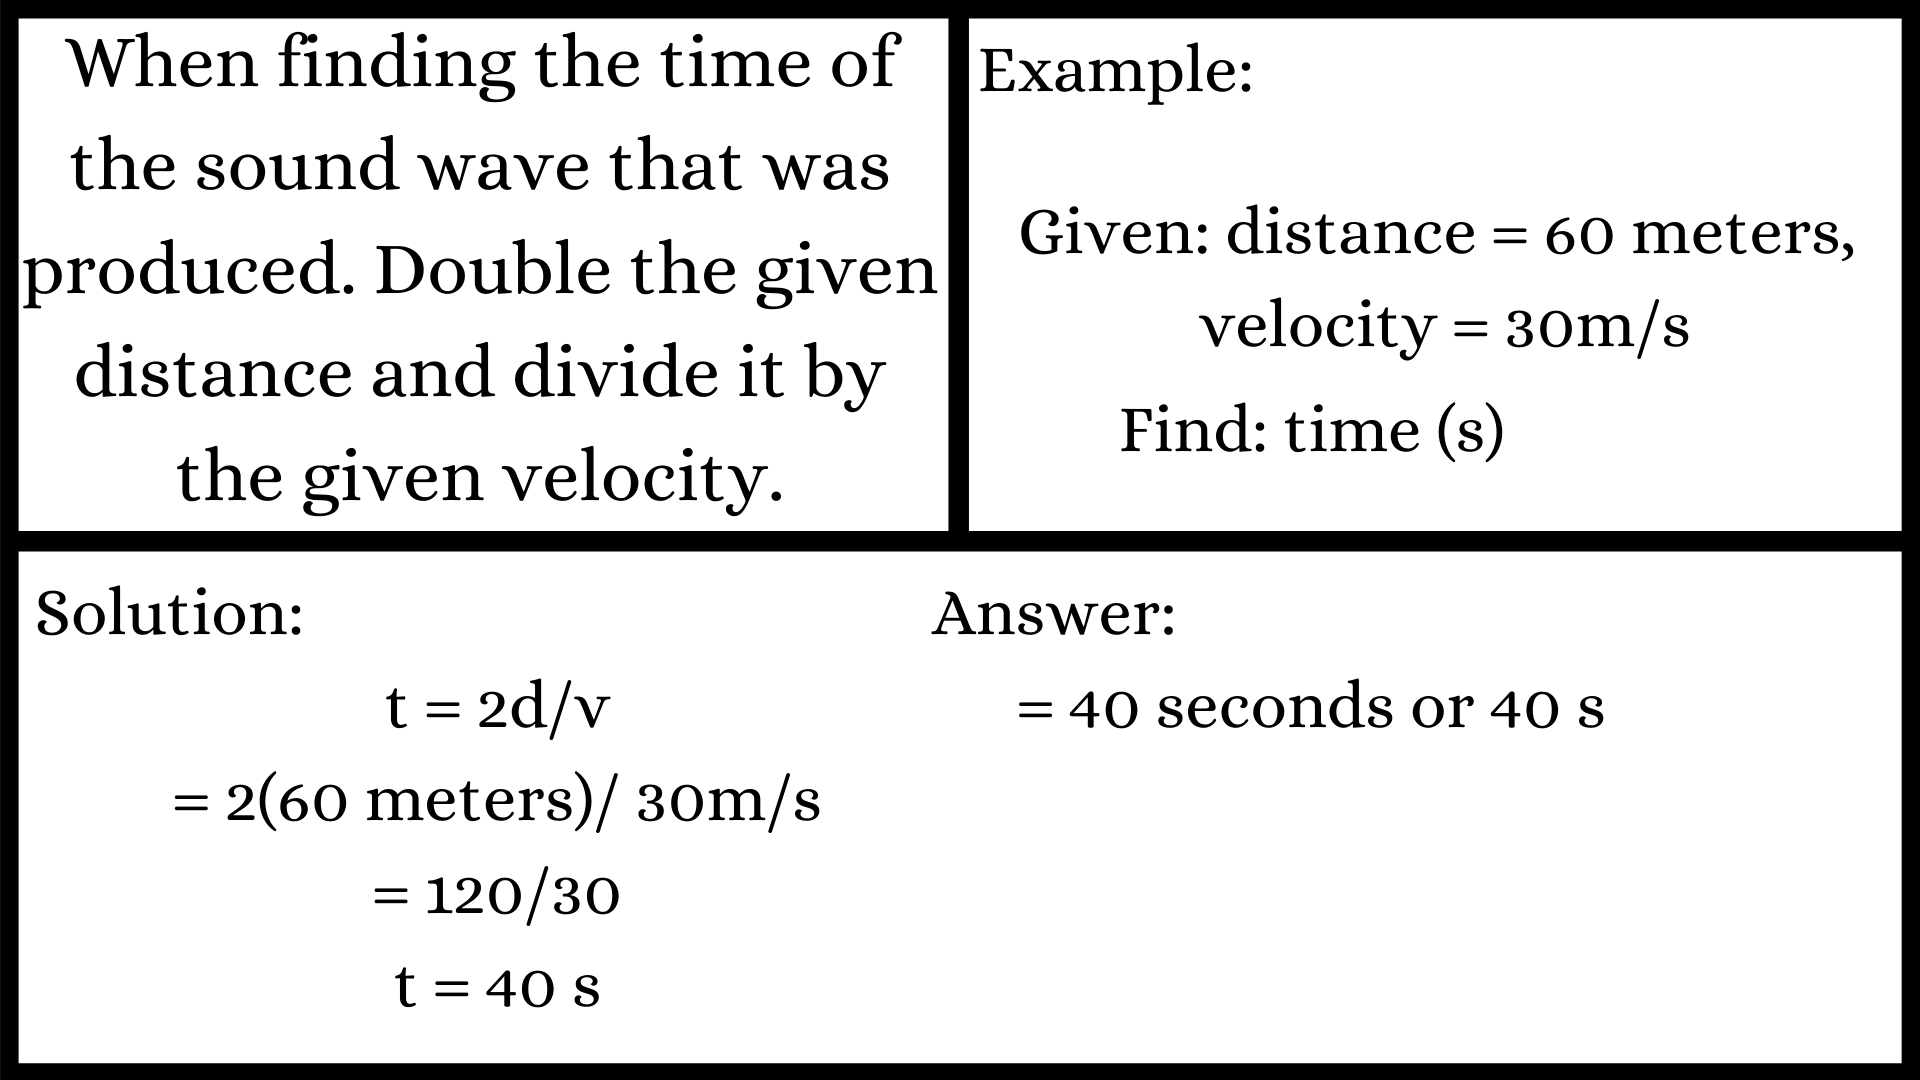 When finding the time of
the sound wave that was
produced. Double the given
distance and divide it by
the given velocity.
Example:
Given: distance = 60 meters,
velocity = 30m/s
Find: time (s)
Solution:
t = 2d/v
= 2(60 meters)/ 30m/s
= 120/30
t = 40 s
Answer:
= 40 seconds or 40 s